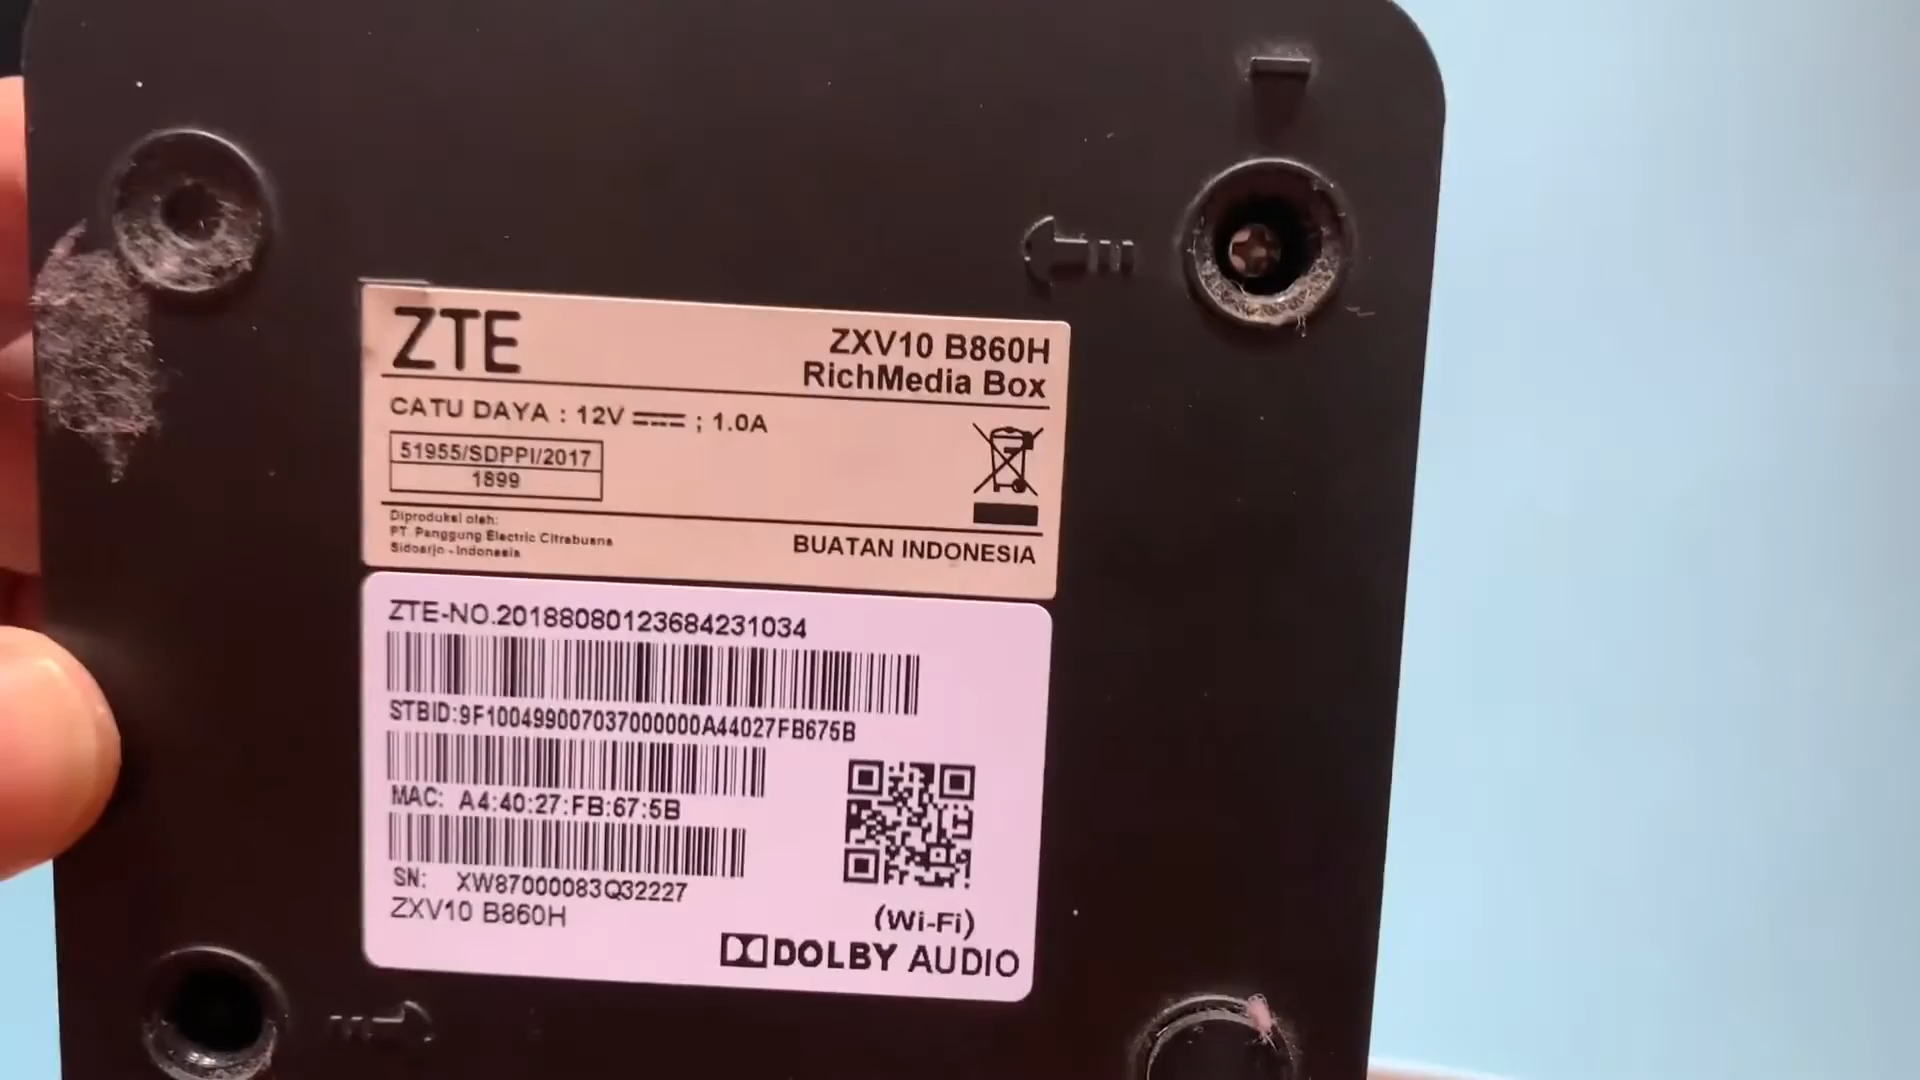 ZTE
ZXV10 B860H
RichMedia Box
CATU DAYA : 12V ; 1.0A
51955/SDPPI/2017
1899
Diproduksi oleh:
PT. Panggung Electric Citrabuana
Sidoarjo - Indonesia
BUATAN INDONESIA
ZTE-NO.20188080123684231034
STBID:9F1004990070370000000A44027FB675B
MAC: A4:40:27:FB:67:5B
SN: XW87000083Q32227
ZXV10 B860H
(Wi-Fi)
DOLBY AUDIO